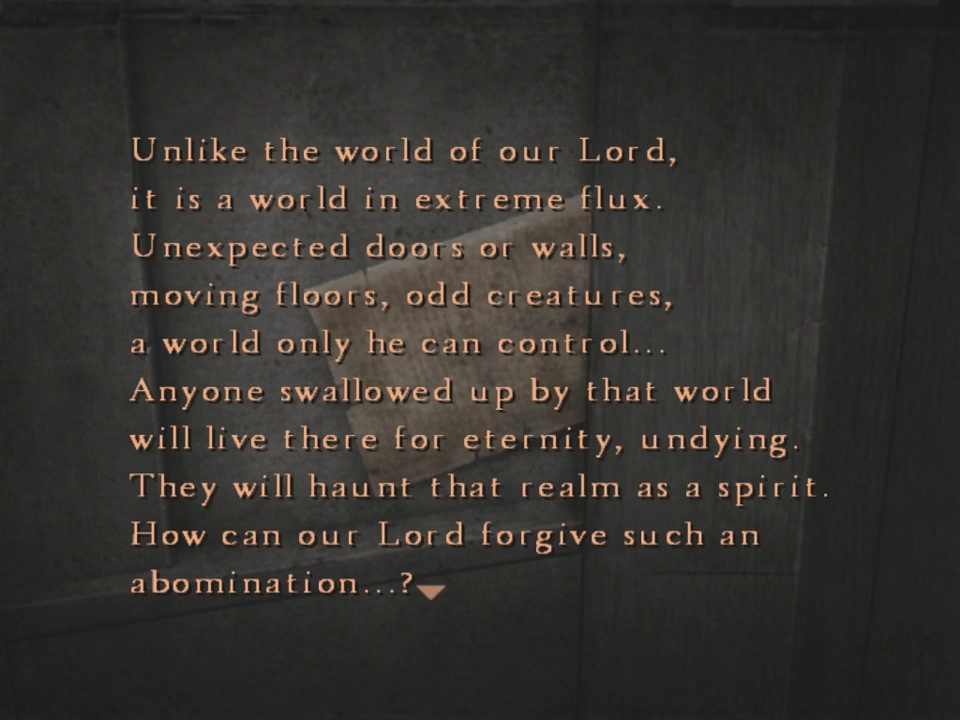 Unlike the world of our Lord,
it is a world in extreme flux.
Unexpected doors or walls,
moving floors, odd creatures,
a world only he can control...
Anyone swallowed up by that world
will live there for eternity, undying.
They will haunt that realm as a spirit.
How can our Lord forgive such an
abomination...?